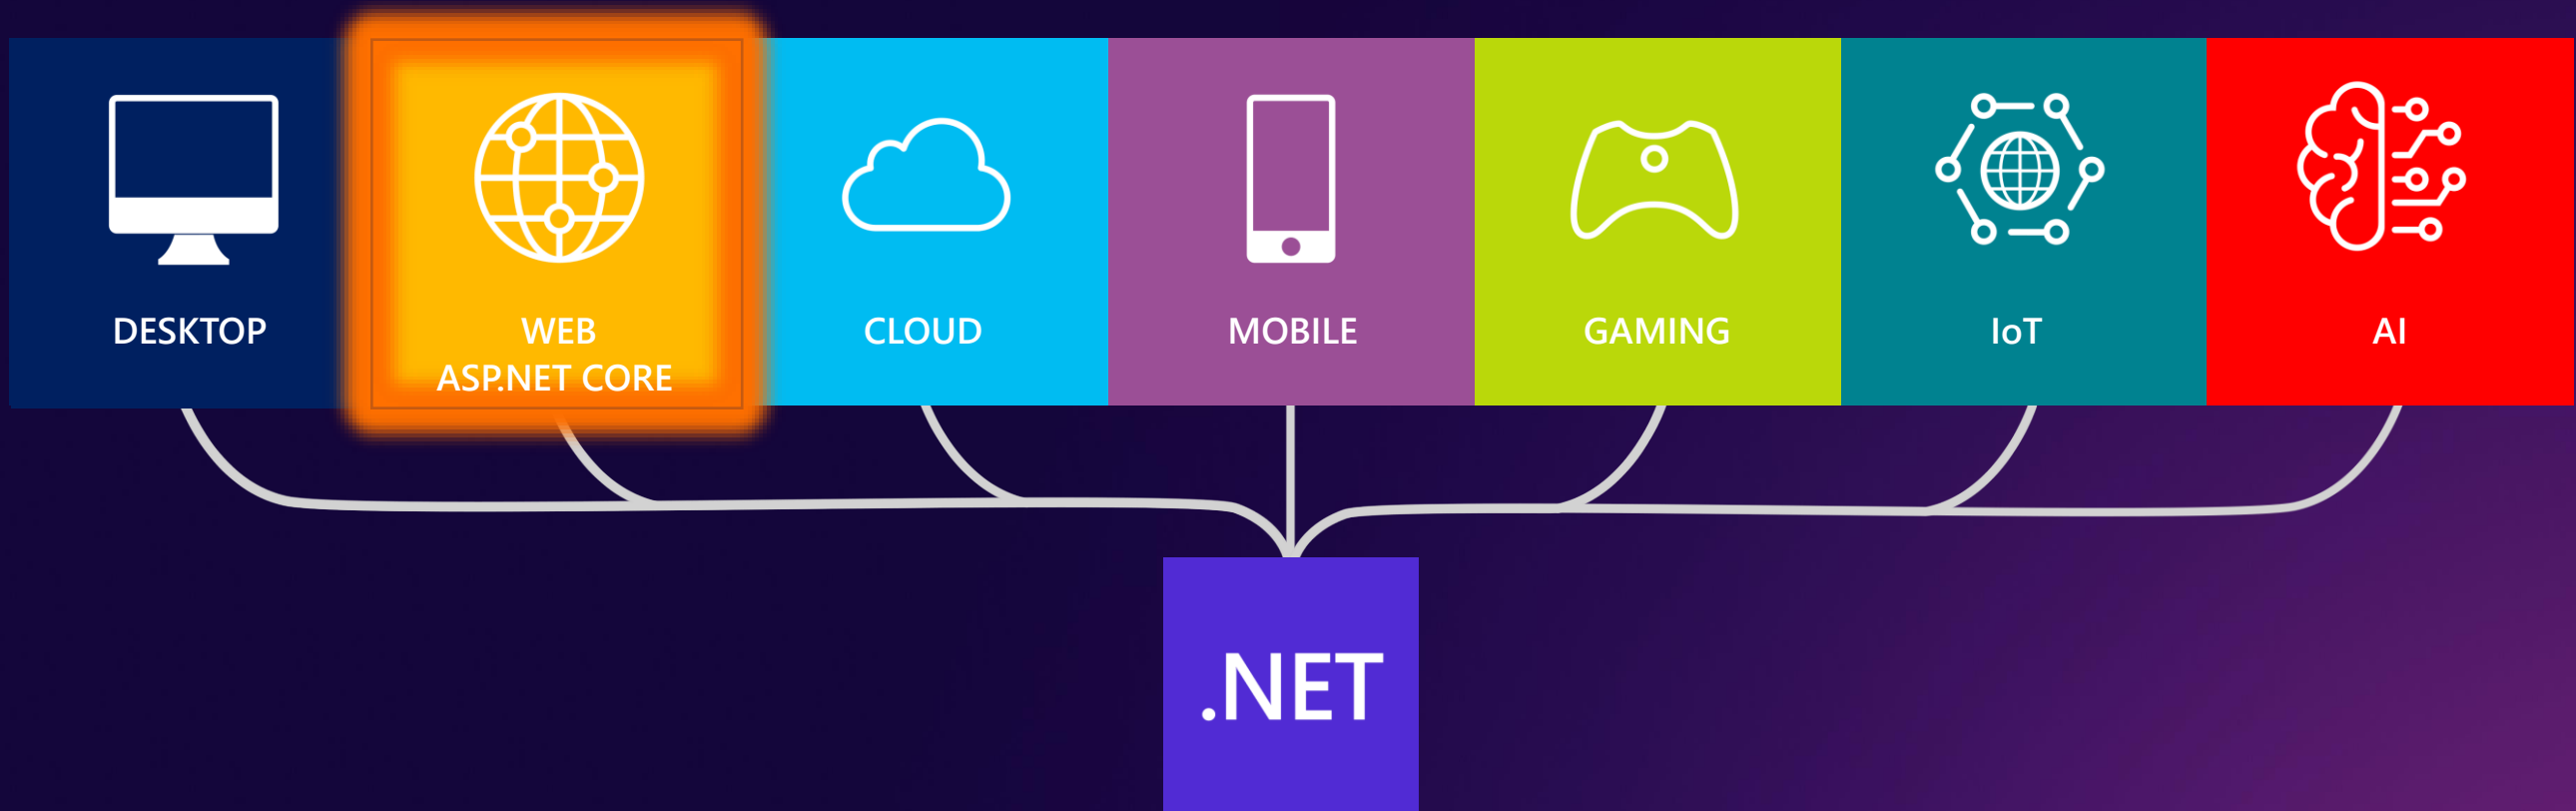 DESKTOP
WEB
ASP.NET CORE
CLOUD
MOBILE
GAMING
IoT
AI
.NET